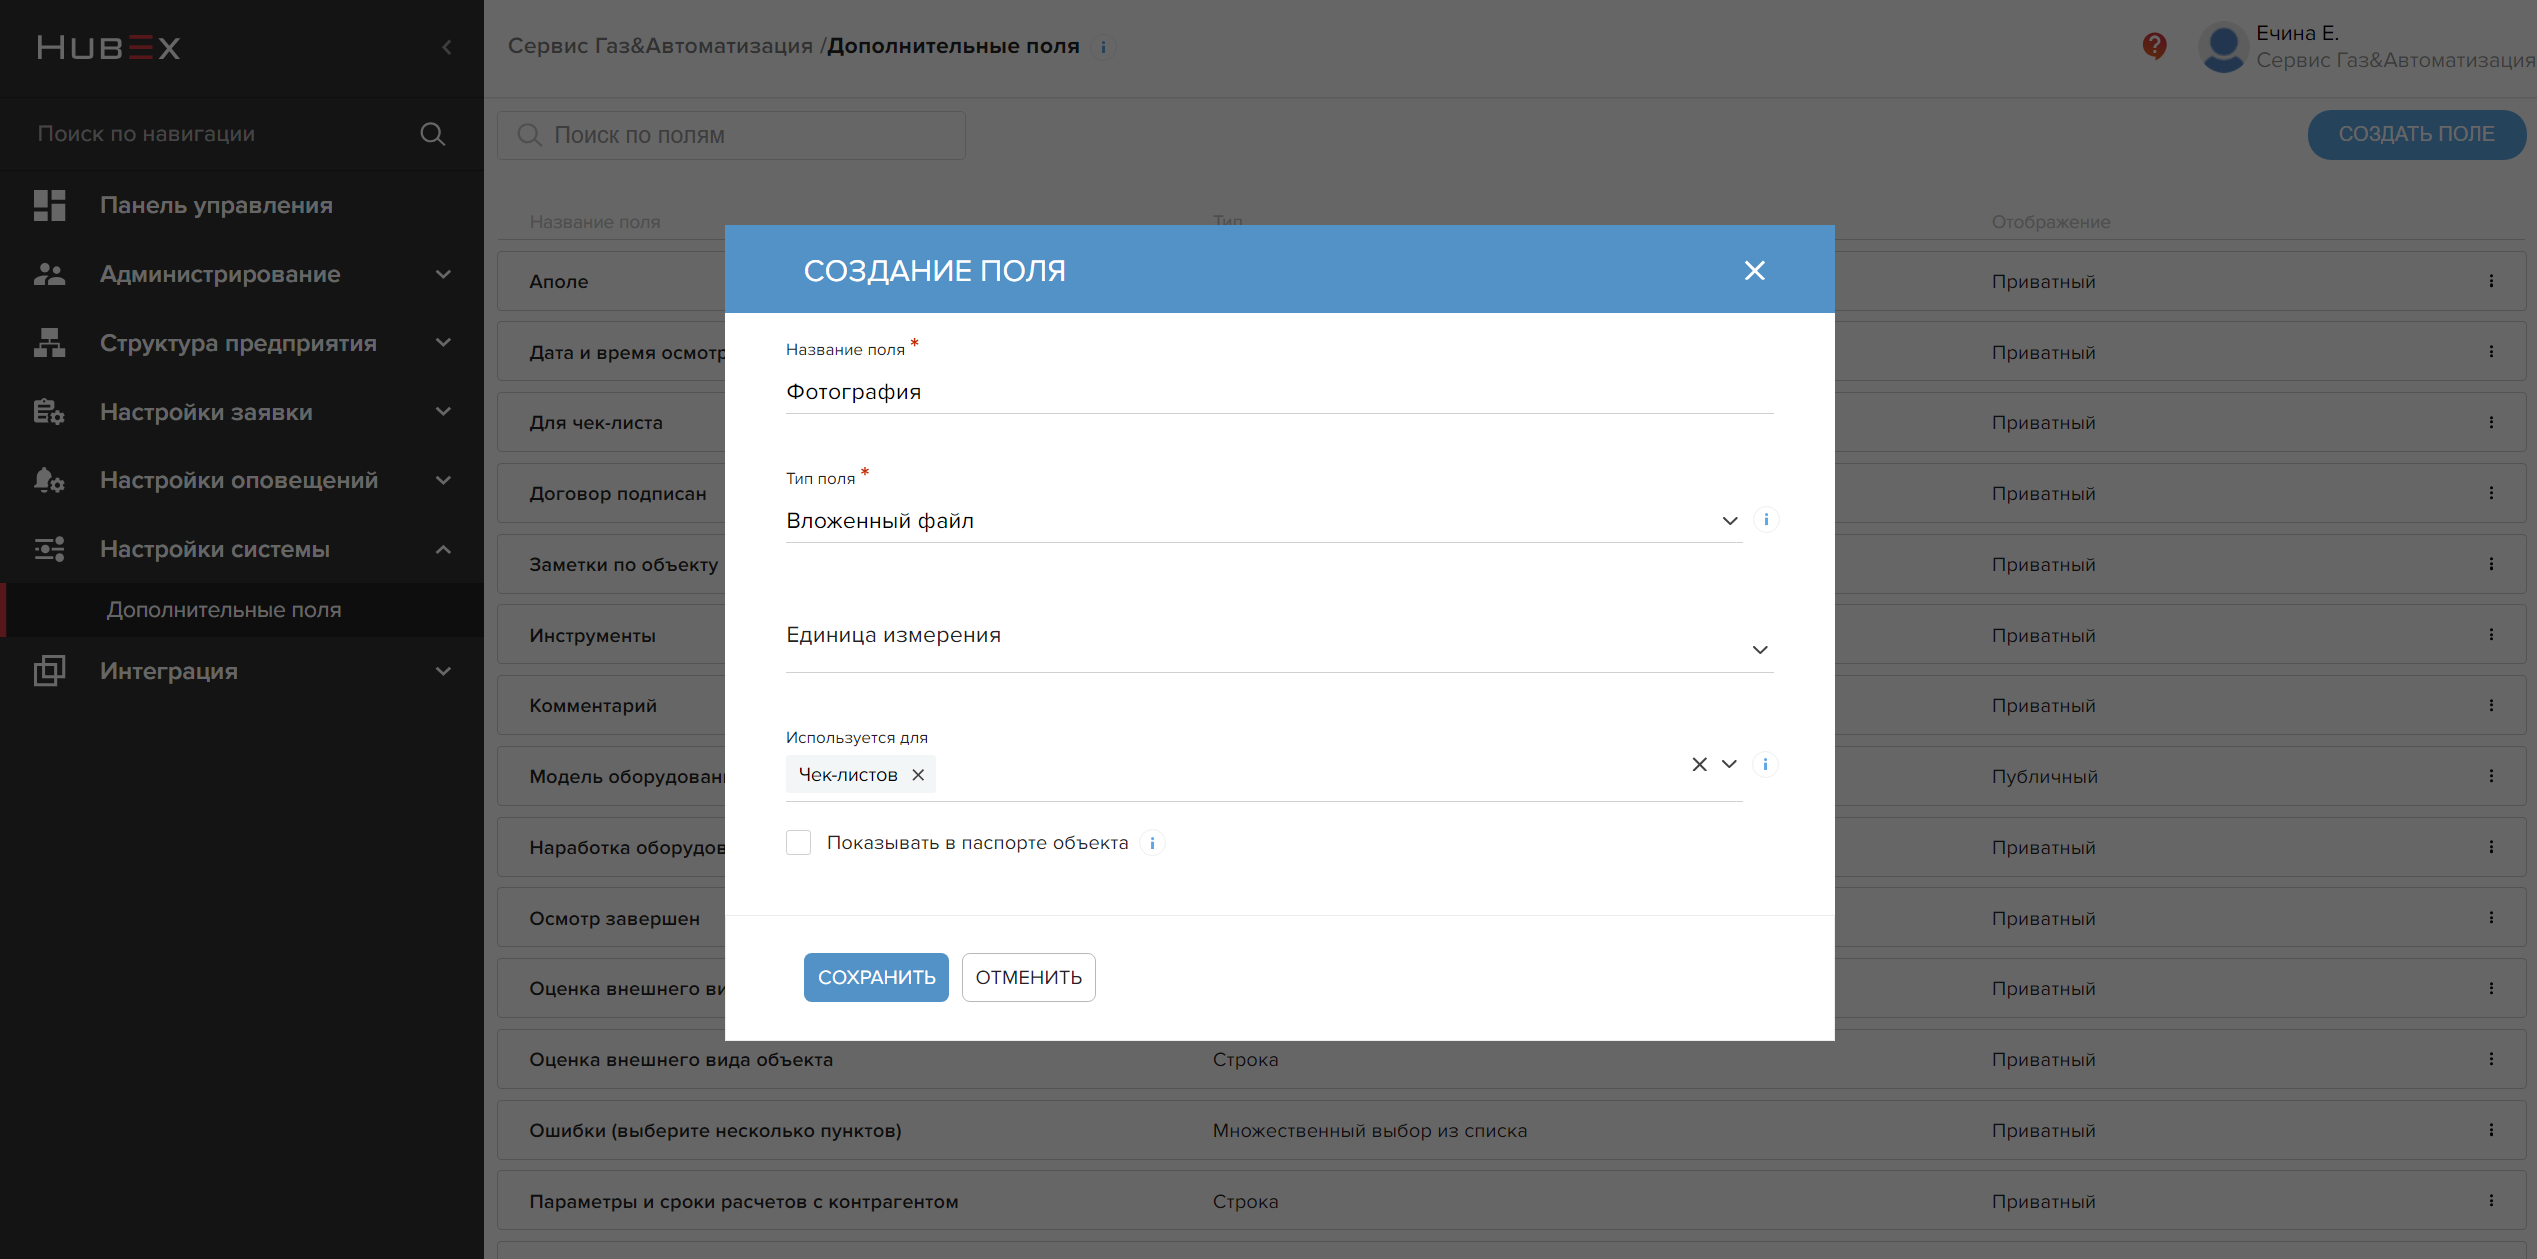 HUBEX
Поиск по навигации
Панель управления
Администрирование
Структура предприятия
Настройки заявки
Настройки оповещений
Настройки системы
Дополнительные поля
Интеграция
Сервис Газ&Автоматизация /Дополнительные поля i
?
Ечина Е.
Сервис Газ&Автоматизация
Поиск по полям
СОЗДАТЬ ПОЛЕ
Название поля Тип Отображение
Аполе Приватный
Дата и время осмотр Приватный
Для чек-листа Приватный
Договор подписан Приватный
Заметки по объекту Приватный
Инструменты Приватный
Комментарий Приватный
Модель оборудован Публичный
Наработка оборудов Приватный
Осмотр завершен Приватный
Оценка внешнего ви Приватный
Оценка внешнего вида объекта Строка Приватный
Ошибки (выберите несколько пунктов) Множественный выбор из списка Приватный
Параметры и сроки расчетов с контрагентом Строка Приватный
СОЗДАНИЕ ПОЛЯ
Название поля *
Фотография
Тип поля *
Вложенный файл i
Единица измерения
Используется для
Чек-листов i
Показывать в паспорте объекта i
СОХРАНИТЬ ОТМЕНИТЬ